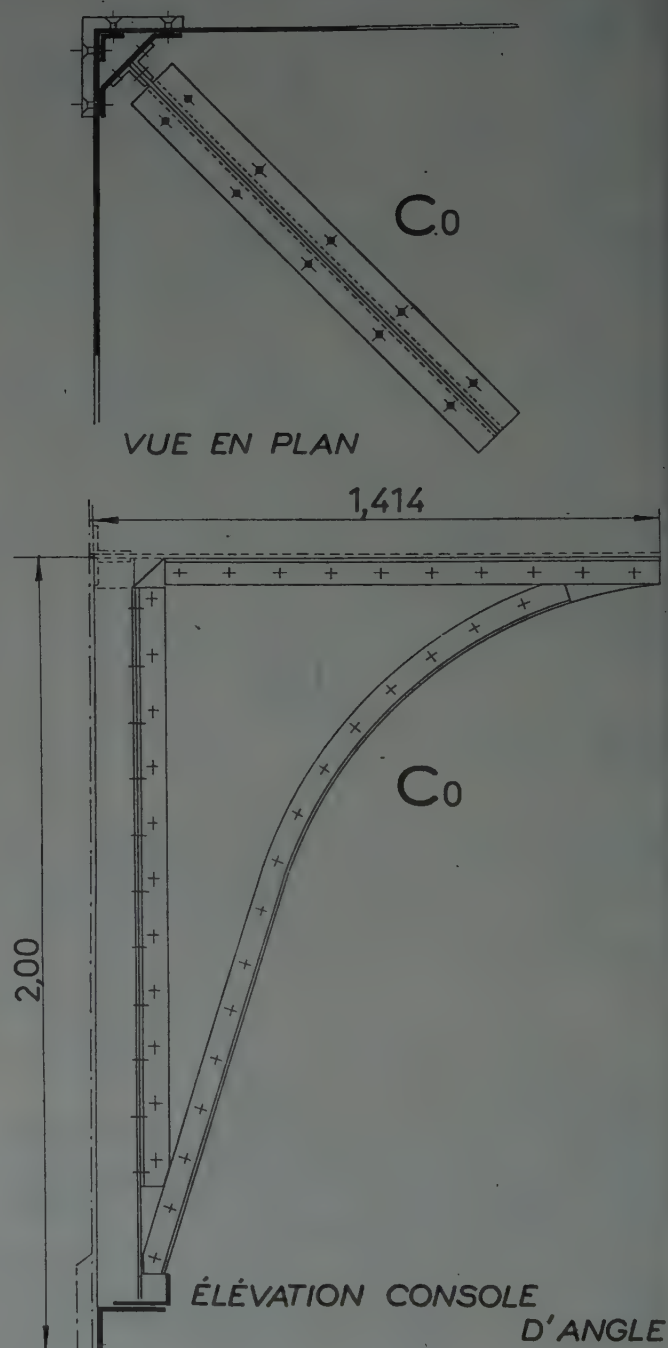 C0
VUE EN PLAN
1,414
C0
2,00
ÉLÉVATION CONSOLE
D'ANGLE